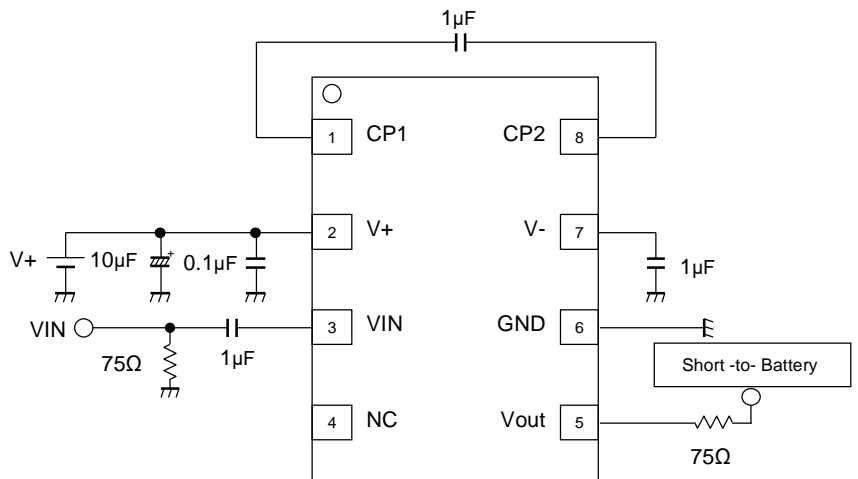 1µF
1 CP1 CP2 8
2 V+ V- 7
V+ 10µF 0.1µF 1µF
VIN 3 VIN GND 6
75Ω 1µF
Short -to- Battery
4 NC Vout 5
75Ω